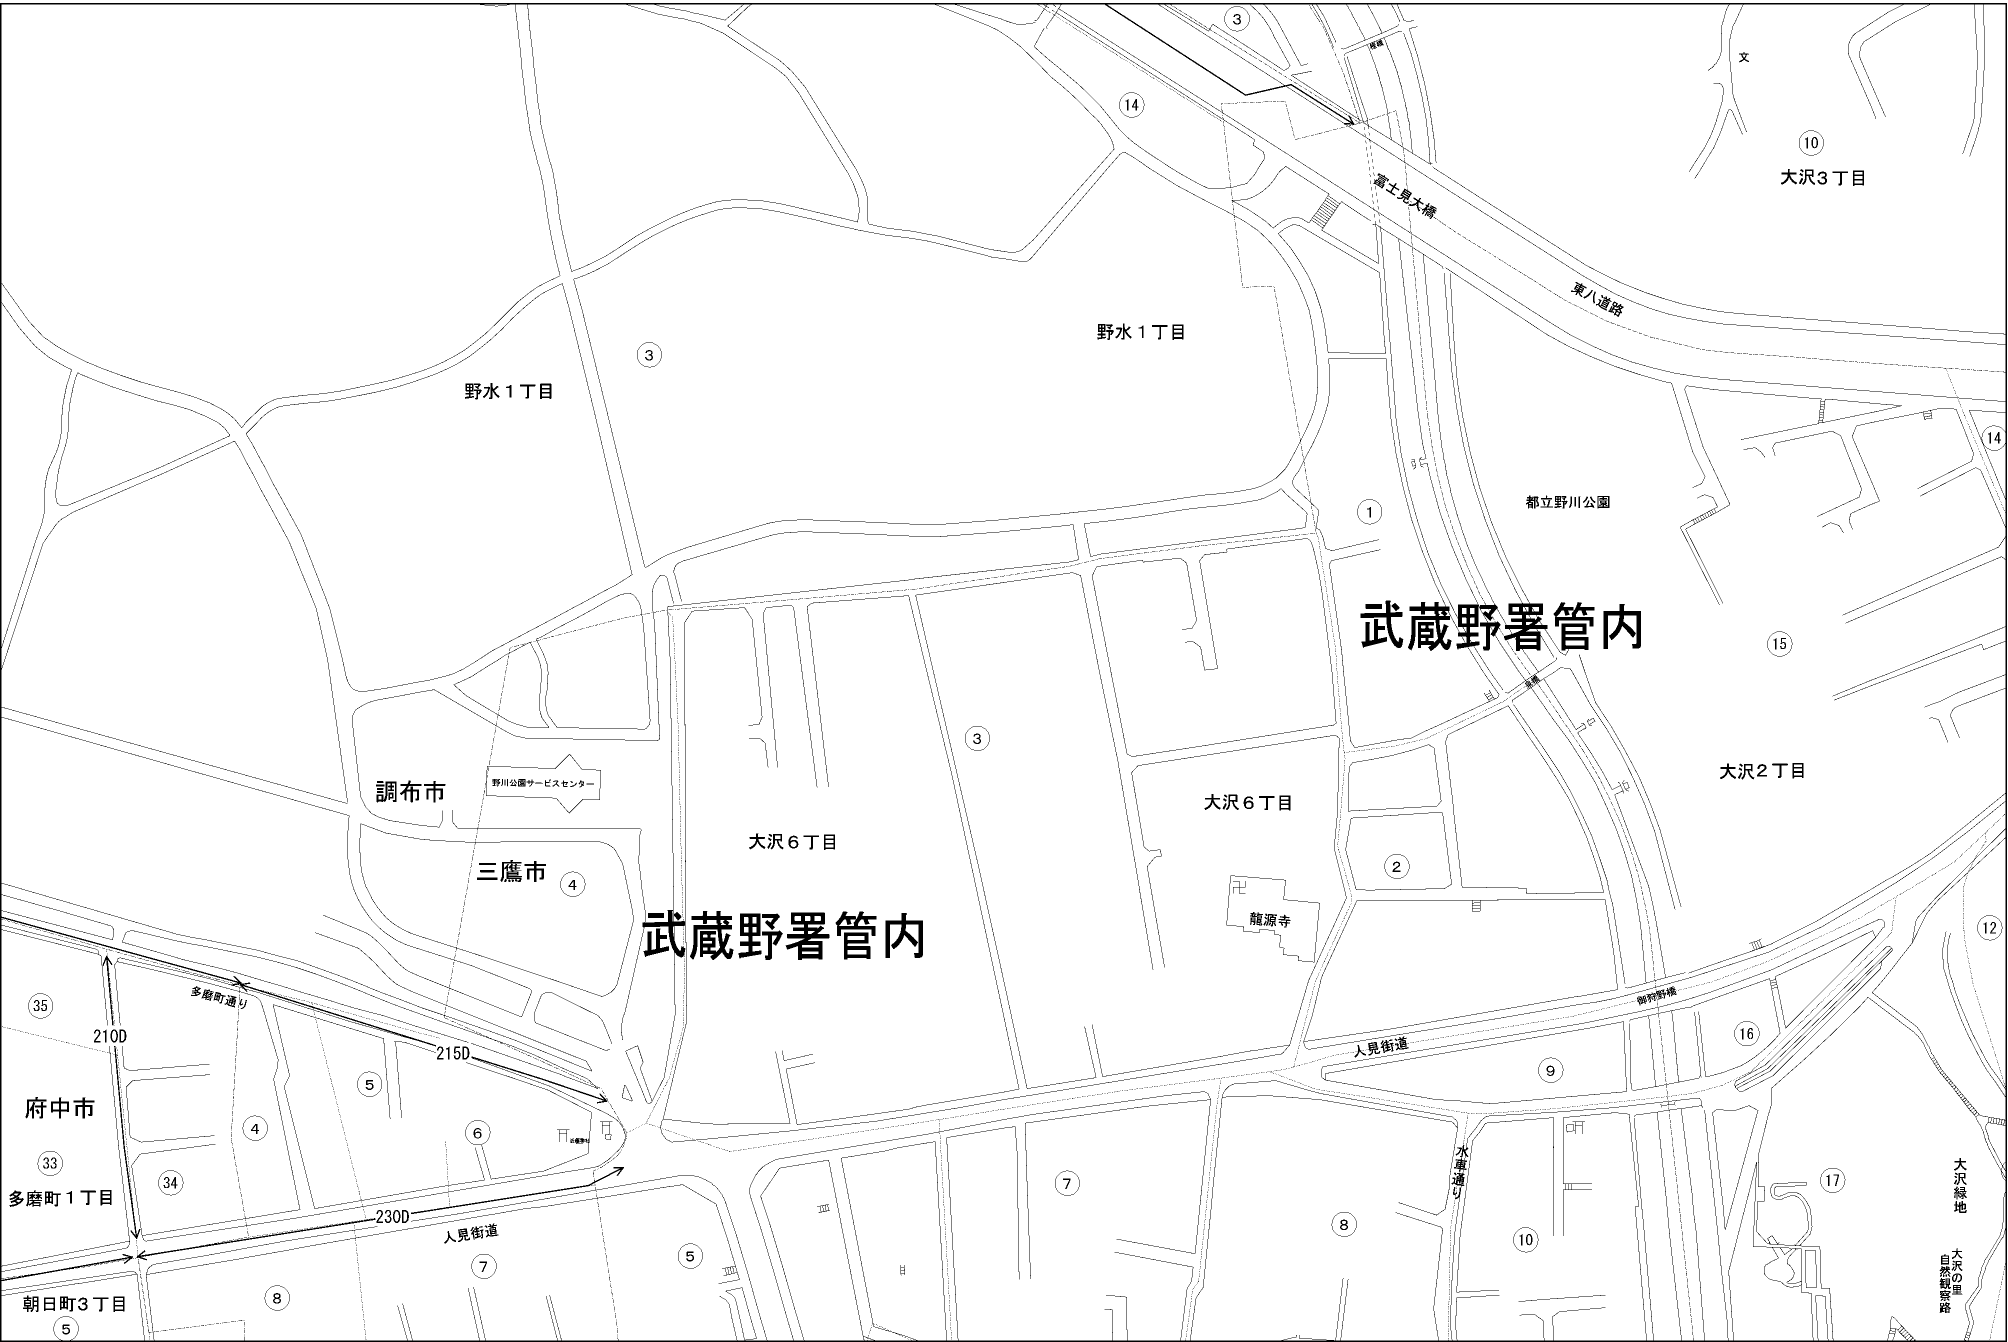 3
極橋
文
14
10
大沢3丁目
富士見大橋
東八道路
野水1丁目
3
野水1丁目
14
都立野川公園
1
武蔵野署管内
15
泉橋
3
大沢2丁目
調布市
野川公園サービスセンター
大沢6丁目
大沢6丁目
三鷹市
4
2
龍源寺
武蔵野署管内
12
多磨町通り
御狩野橋
35
210D
215D
16
人見街道
9
5
府中市
4
6
33
34
7
水車通り
17
大沢緑地
多磨町1丁目
230D
8
人見街道
10
5
7
大沢の里
自然観察路
朝日町3丁目
8
5